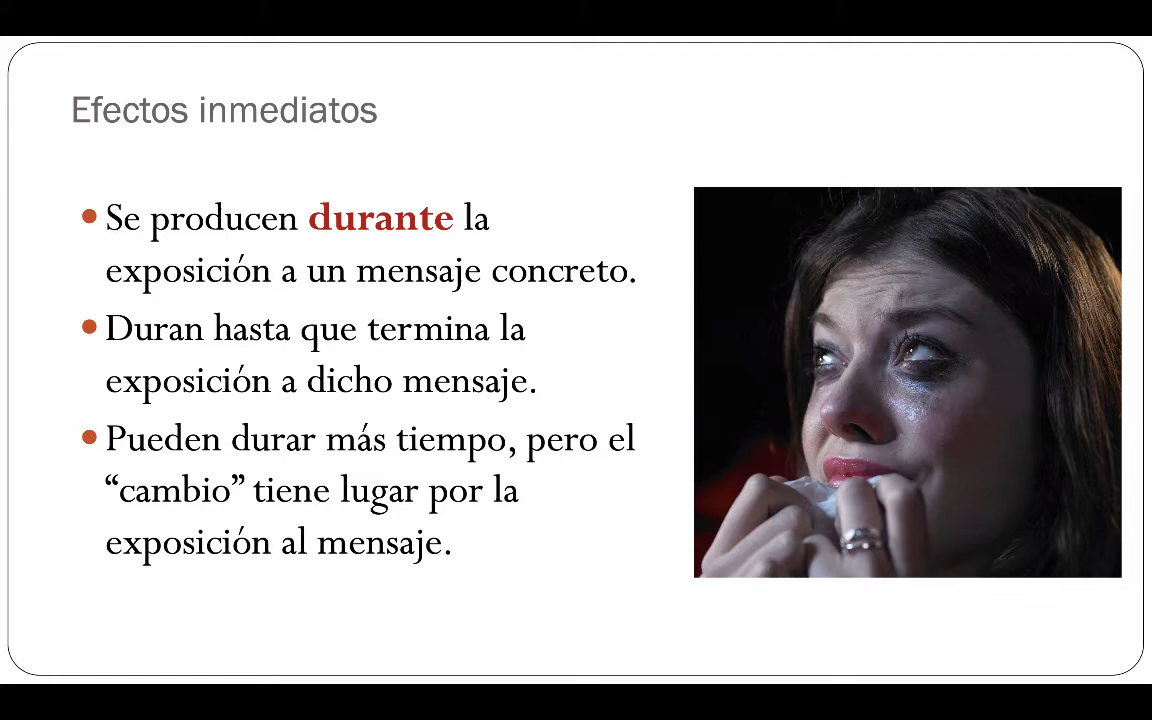 Efectos inmediatos
Se producen durante la
exposición a un mensaje concreto.
Duran hasta que termina la
exposición a dicho mensaje.
Pueden durar más tiempo, pero el
“cambio” tiene lugar por la
exposición al mensaje.